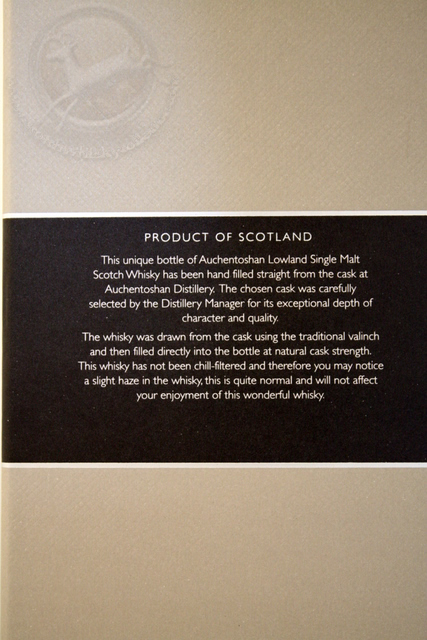 PRODUCT OF SCOTLAND
This unique bottle of Auchentoshan Lowland Single Malt
Scotch Whisky has been hand filled straight from the cask at
Auchentoshan Distillery. The chosen cask was carefully
selected by the Distillery Manager for its exceptional depth of
character and quality.
The whisky was drawn from the cask using the traditional valinch
and then filled directly into the bottle at natural cask strength.
This whisky has not been chill-filtered and therefore you may notice
a slight haze in the whisky, this is quite normal and will not affect
your enjoyment of this wonderful whisky.